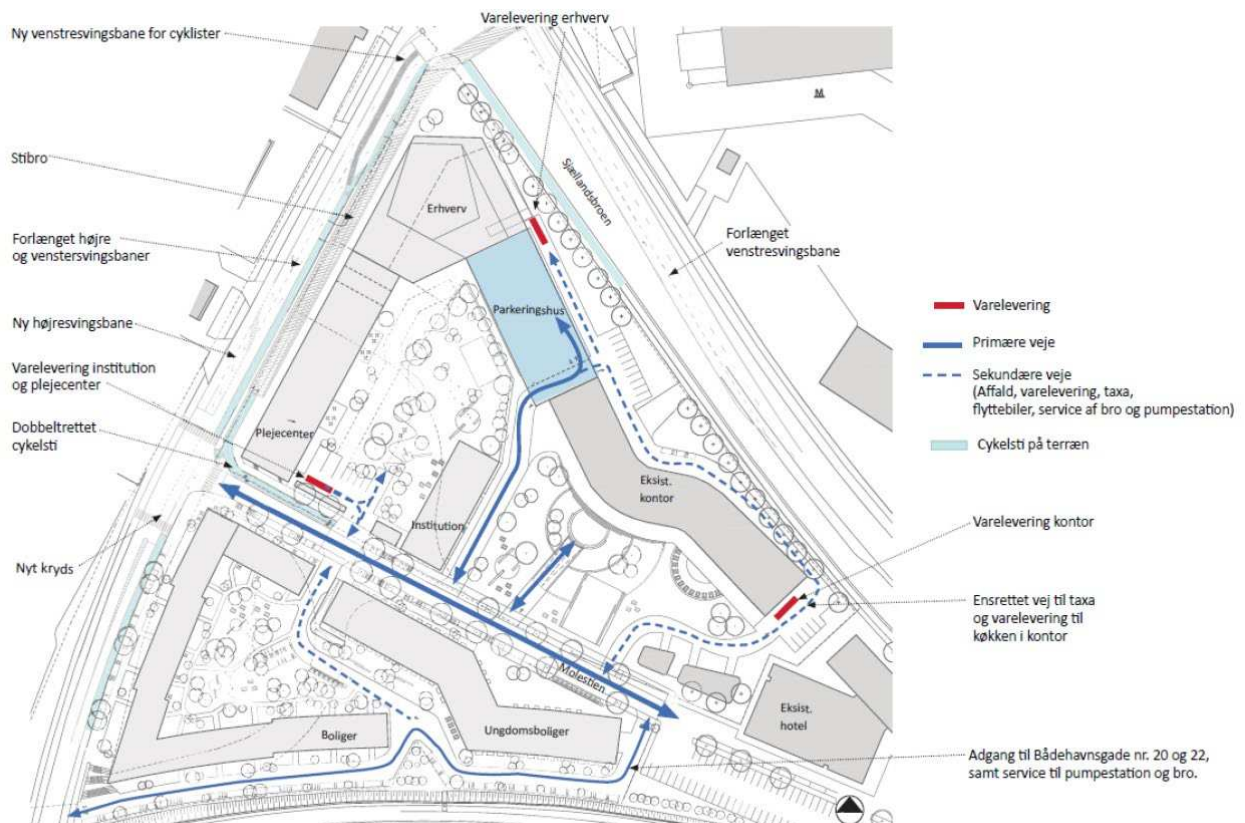 Varelevering erhverv
Ny venstresvingsbane for cyklister
Stibro
Erhverv
Sjællandsbroen
Forlænget højre
og venstersvingsbaner
Forlænget
venstresvingsbane
Parkeringshus
Ny højresvingsbane
Varelevering institution
og plejecenter
Dobbeltrettet
cykelsti
Plejecenter
Institution
Eksist.
kontor
Nyt kryds
Varelevering
Primære veje
Sekundære veje
(Affald, varelevering, taxa,
flyttebiler, service af bro og pumpestation)
Cykelsti på terræn
Varelevering kontor
Ensrettet vej til taxa
og varelevering til
køkken i kontor
Molestien
Eksist.
hotel
Boliger
Ungdomsboliger
Adgang til Bådehavnsgade nr. 20 og 22,
samt service til pumpestation og bro.